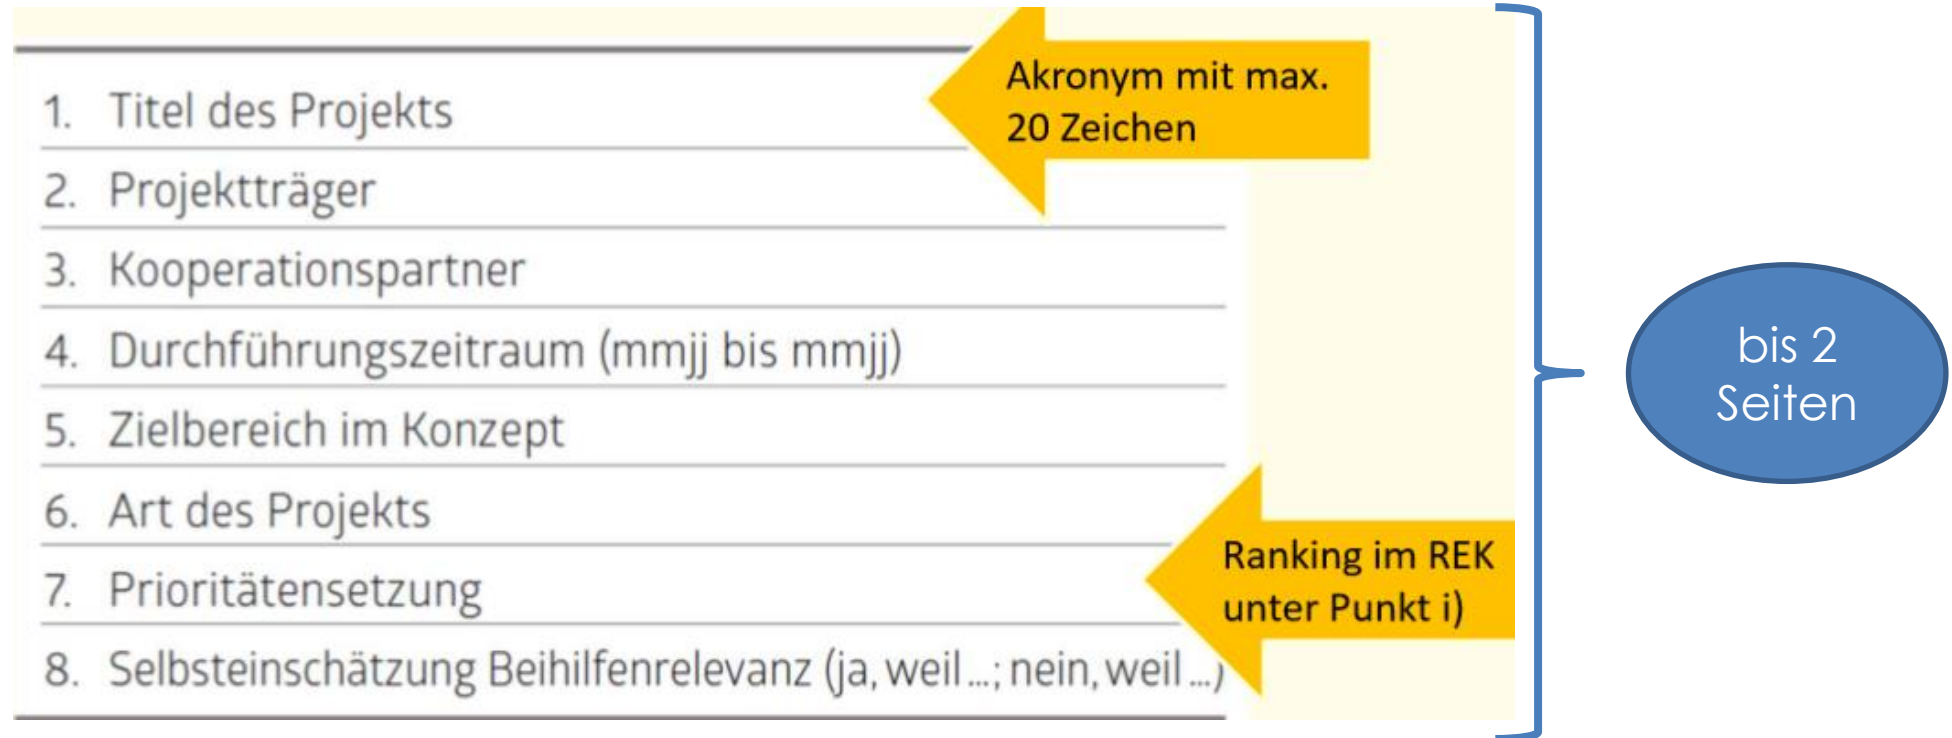 1. Titel des Projekts
Akronym mit max.
20 Zeichen
2. Projektträger
3. Kooperationspartner
4. Durchführungszeitraum (mmjj bis mmjj)
5. Zielbereich im Konzept
6. Art des Projekts
7. Prioritätensetzung
Ranking im REK
unter Punkt i)
8. Selbsteinschätzung Beihilfenrelevanz (ja, weil ...; nein, weil ...)
bis 2
Seiten